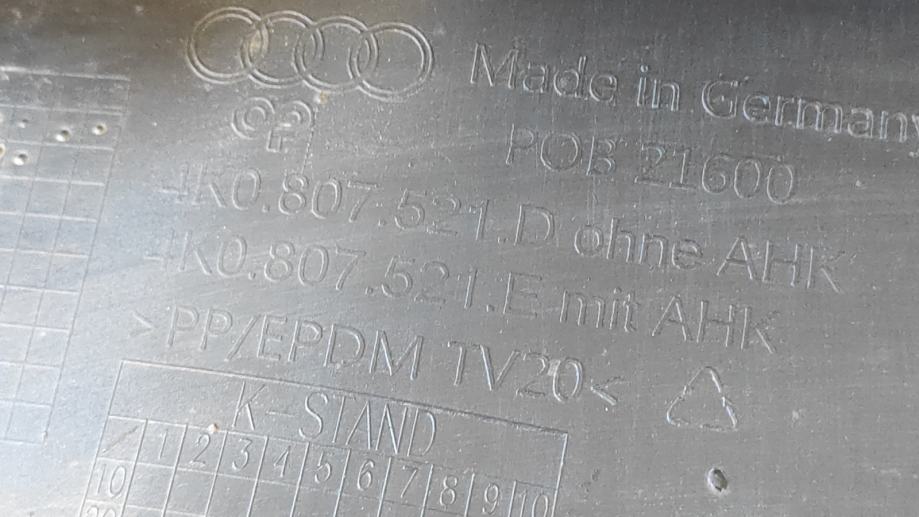 Made in Germany
POB 21600
4K0.807.521.D ohne AHK
4K0.807.521.E mit AHK
>PP/EPDM TV20<
K-STAND
1 2 3 4 5 6 7 8 9 10
10